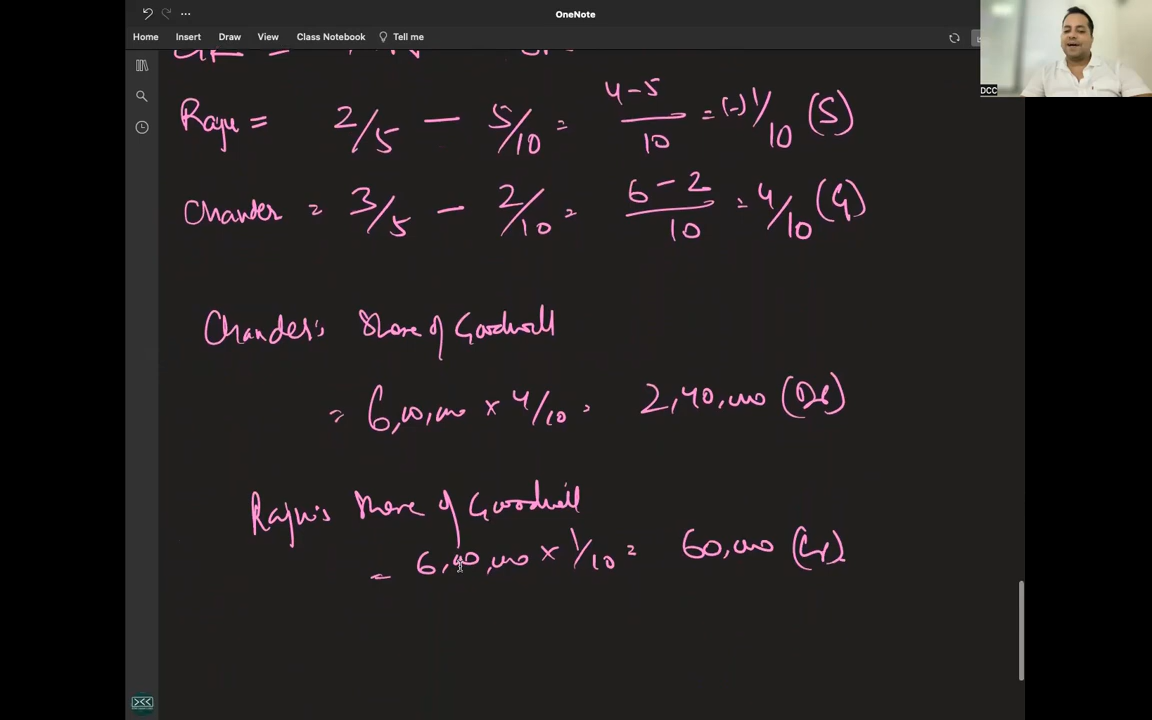 OneNote
Home Insert Draw View Class Notebook Tell me
DCC
Raju = 2/5 — 5/10 = 4-5/10 = (-) 1/10 (S)
Chander = 3/5 - 2/10 = 6-2/10 = 4/10 (G)
Chander's Share of Goodwill
= 6,00,000 × 4/10 = 2,40,000 (Dr)
Raju's Share of Goodwill
= 6,00,000 × 1/10 = 60,000 (Cr)
DCC